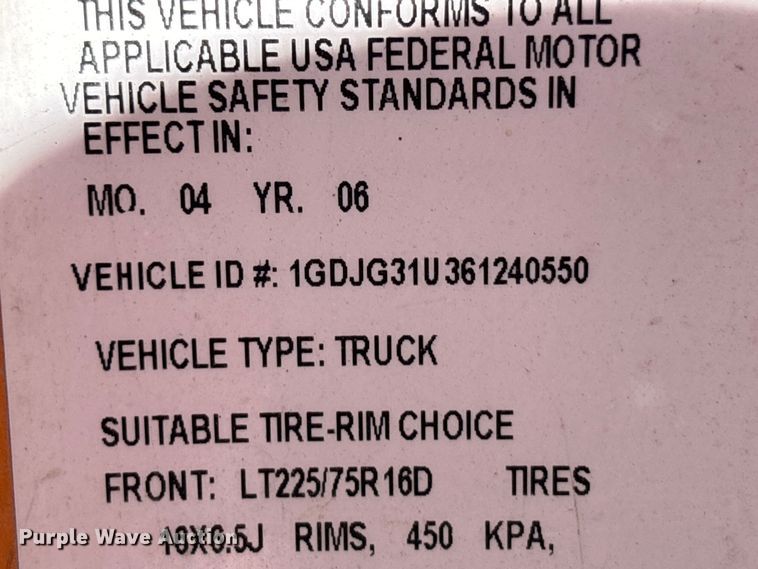 THIS VEHICLE CONFORMS TO ALL
APPLICABLE USA FEDERAL MOTOR
VEHICLE SAFETY STANDARDS IN
EFFECT IN:
MO. 04 YR. 06
VEHICLE ID #: 1GDJG31U361240550
VEHICLE TYPE: TRUCK
SUITABLE TIRE-RIM CHOICE
FRONT: LT225/75R16D TIRES
16X6.5J RIMS, 450 KPA,
Purple Wave Auction